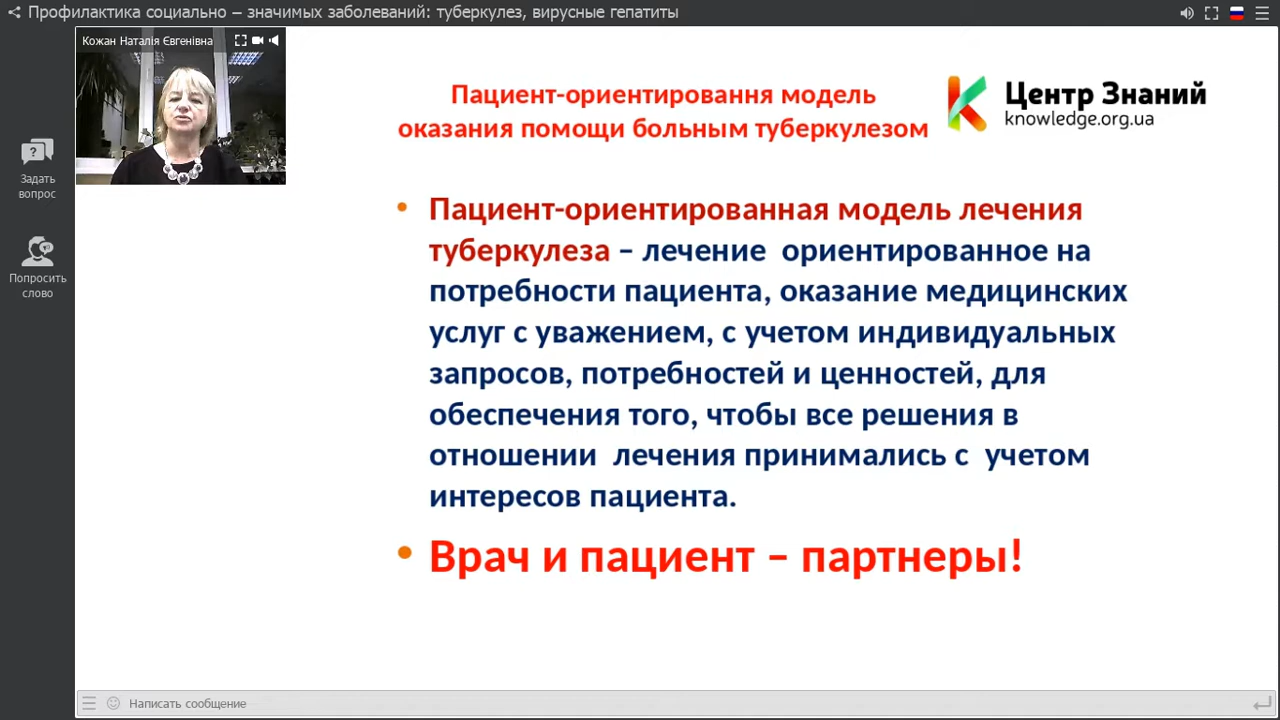 Профилактика социально – значимых заболеваний: туберкулез, вирусные гепатиты
Кожан Наталія Євгенівна
Задать
вопрос
Попросить
слово
Пациент-ориентировання модель
оказания помощи больным туберкулезом
Центр Знаний
knowledge.org.ua
• Пациент-ориентированная модель лечения
туберкулеза – лечение ориентированное на
потребности пациента, оказание медицинских
услуг с уважением, с учетом индивидуальных
запросов, потребностей и ценностей, для
обеспечения того, чтобы все решения в
отношении лечения принимались с учетом
интересов пациента.
• Врач и пациент – партнеры!
Написать сообщение